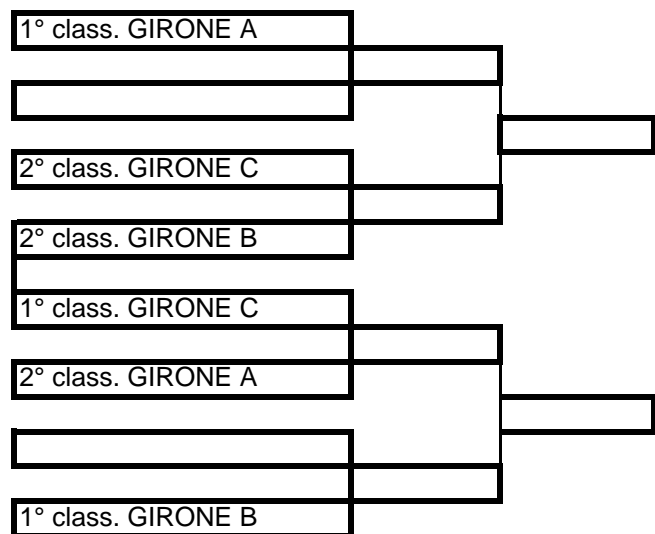 1° class. GIRONE A
2° class. GIRONE C
2° class. GIRONE B
1° class. GIRONE C
2° class. GIRONE A
1° class. GIRONE B